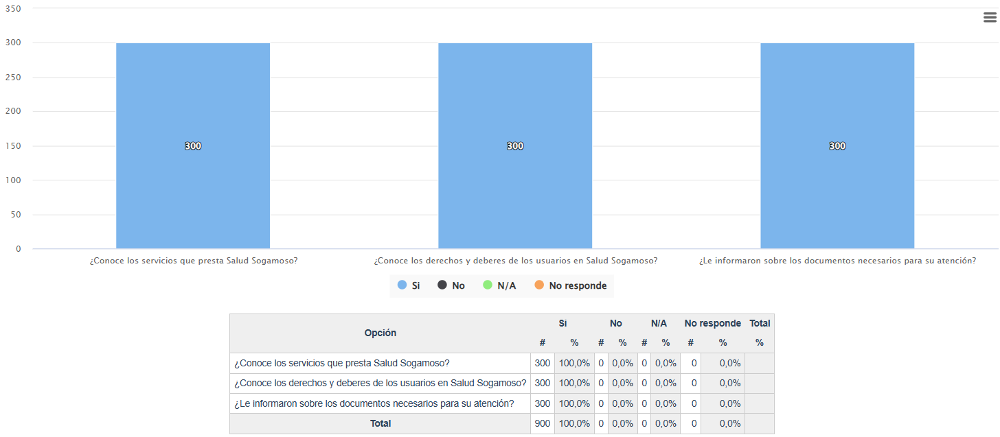 350
300
250
200
150
100
50
0
300 300 300
¿Conoce los servicios que presta Salud Sogamoso? ¿Conoce los derechos y deberes de los usuarios en Salud Sogamoso? ¿Le informaron sobre los documentos necesarios para su atención?
Si No N/A No responde
Opción Si No N/A No responde Total
# % # % # % # % %
¿Conoce los servicios que presta Salud Sogamoso? 300 100,0% 0 0,0% 0 0,0% 0 0,0%
¿Conoce los derechos y deberes de los usuarios en Salud Sogamoso? 300 100,0% 0 0,0% 0 0,0% 0 0,0%
¿Le informaron sobre los documentos necesarios para su atención? 300 100,0% 0 0,0% 0 0,0% 0 0,0%
Total 900 100,0% 0 0,0% 0 0,0% 0 0,0%